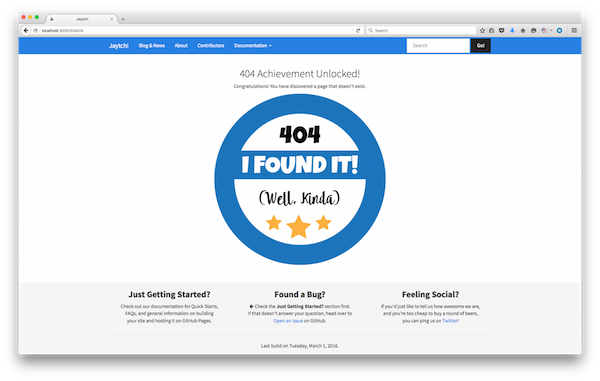 Jaytch!
localhost:4000/404404
Search
Jaytch! Blog & News About Contributors Documentation Search Go!
404 Achievement Unlocked!
Congratulations! You have discovered a page that doesn't exist.
404
I FOUND IT!
(Well, Kinda)
Just Getting Started?
Check out our documentation for Quick Starts,
FAQs, and general information on building
your site and hosting it on GitHub Pages.
Found a Bug?
Check the Just Getting Started? section first.
If that doesn't answer your question, head over to
Open an Issue on GitHub.
Feeling Social?
If you'd just like to tell us how awesome we are,
and you're too cheap to buy a round of beers,
you can ping us on Twitter!
Last build on Tuesday, March 1, 2016.